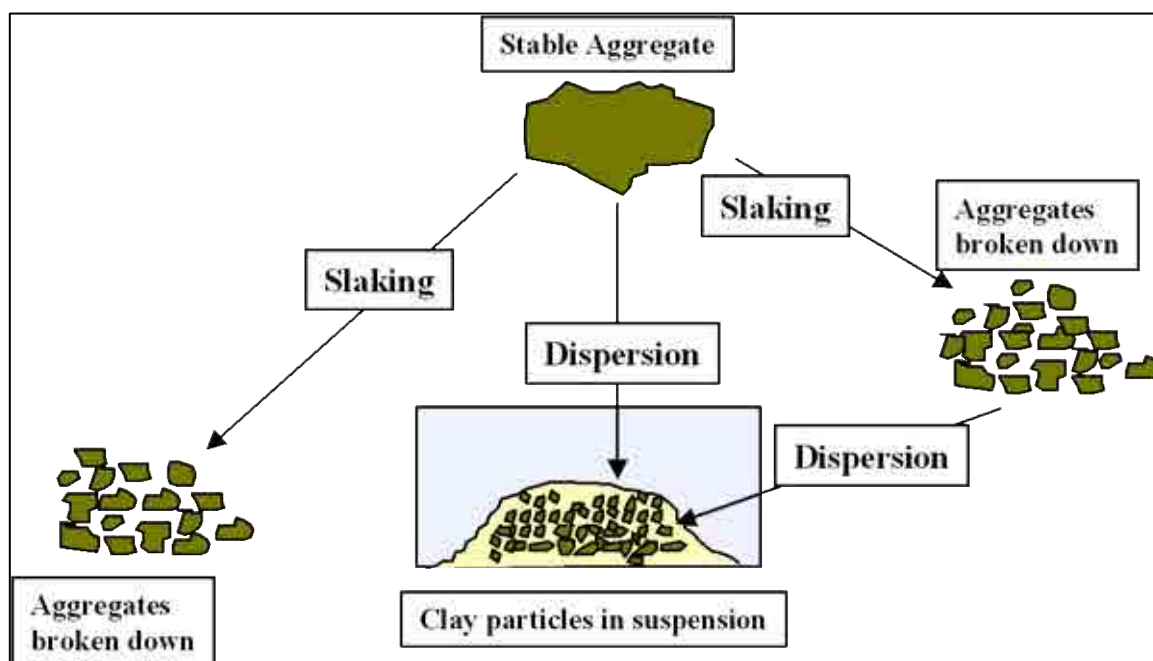 Stable Aggregate
Slaking
Aggregates
broken down
Slaking
Dispersion
Dispersion
Aggregates
broken down
Clay particles in suspension